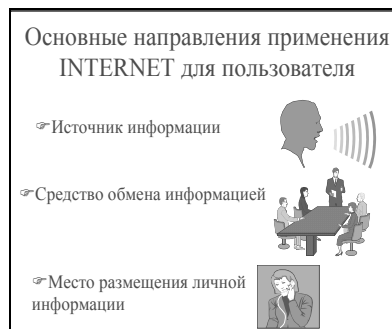 Основные направления применения
INTERNET для пользователя
☞Источник информации
☞Средство обмена информацией
☞Место размещения личной
информации